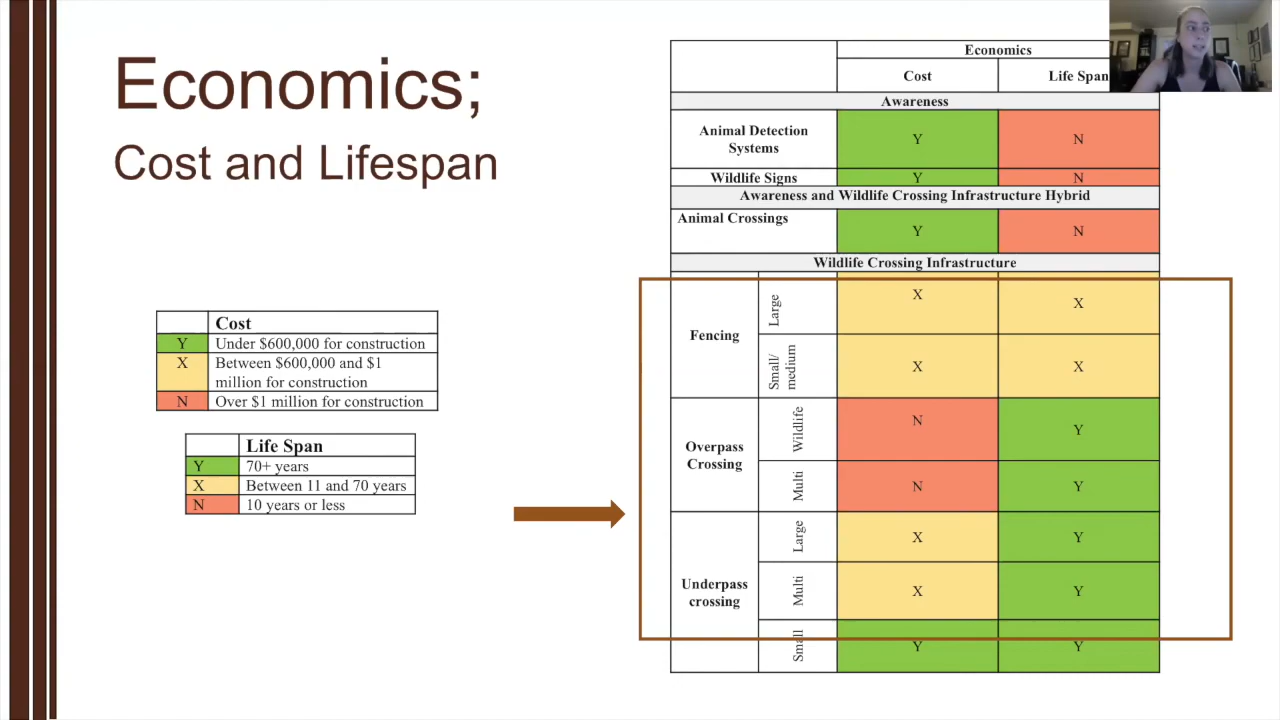 Economics;
Cost and Lifespan
Cost
Y Under $600,000 for construction
X Between $600,000 and $1
million for construction
N Over $1 million for construction
Life Span
Y 70+ years
X Between 11 and 70 years
N 10 years or less
Economics
Cost Life Span
Awareness
Animal Detection
Systems Y N
Wildlife Signs Y N
Awareness and Wildlife Crossing Infrastructure Hybrid
Animal Crossings Y N
Wildlife Crossing Infrastructure
Fencing
Large X X
Small/
medium X X
Overpass
Crossing
Wildlife N Y
Multi N Y
Underpass
crossing
Large X Y
Multi X Y
Small Y Y